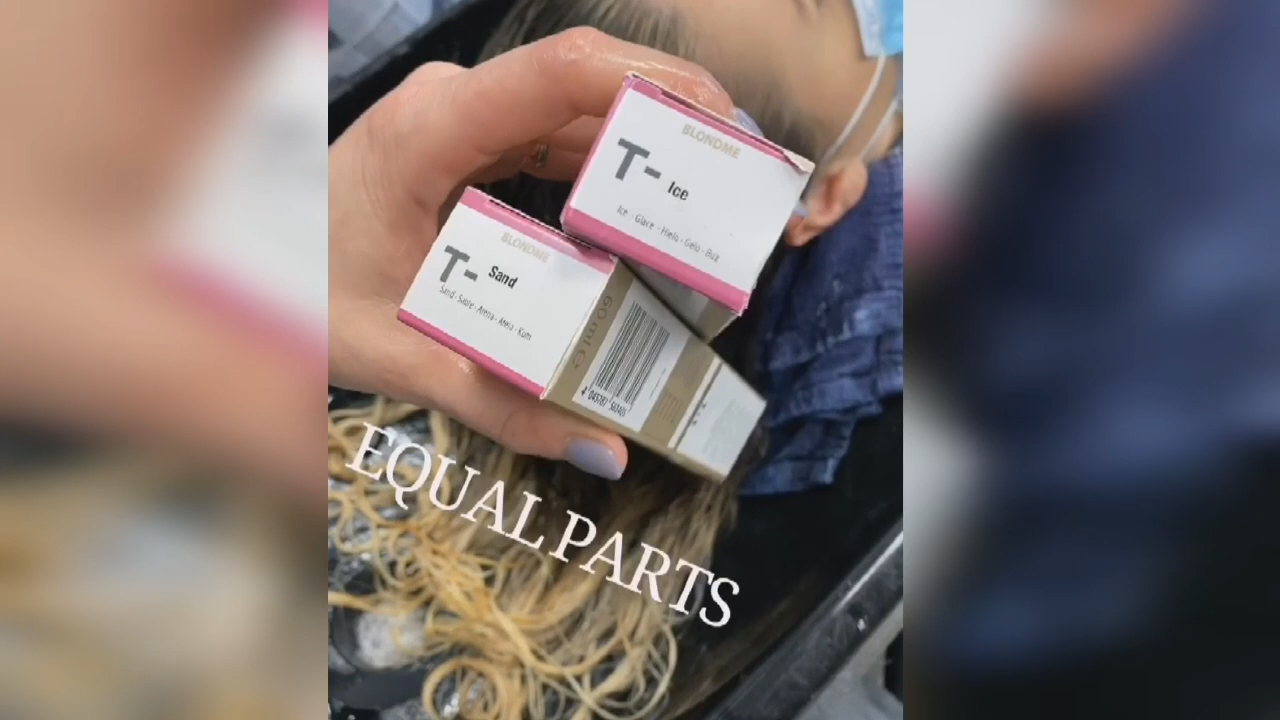 BLONDME
T- Ice
Ice · Glace · Hielo · Gelo · Buz
BLONDME
T- Sand
Sand · Sable · Arena · Areia · Kum
60 ml ℮
EQUAL PARTS